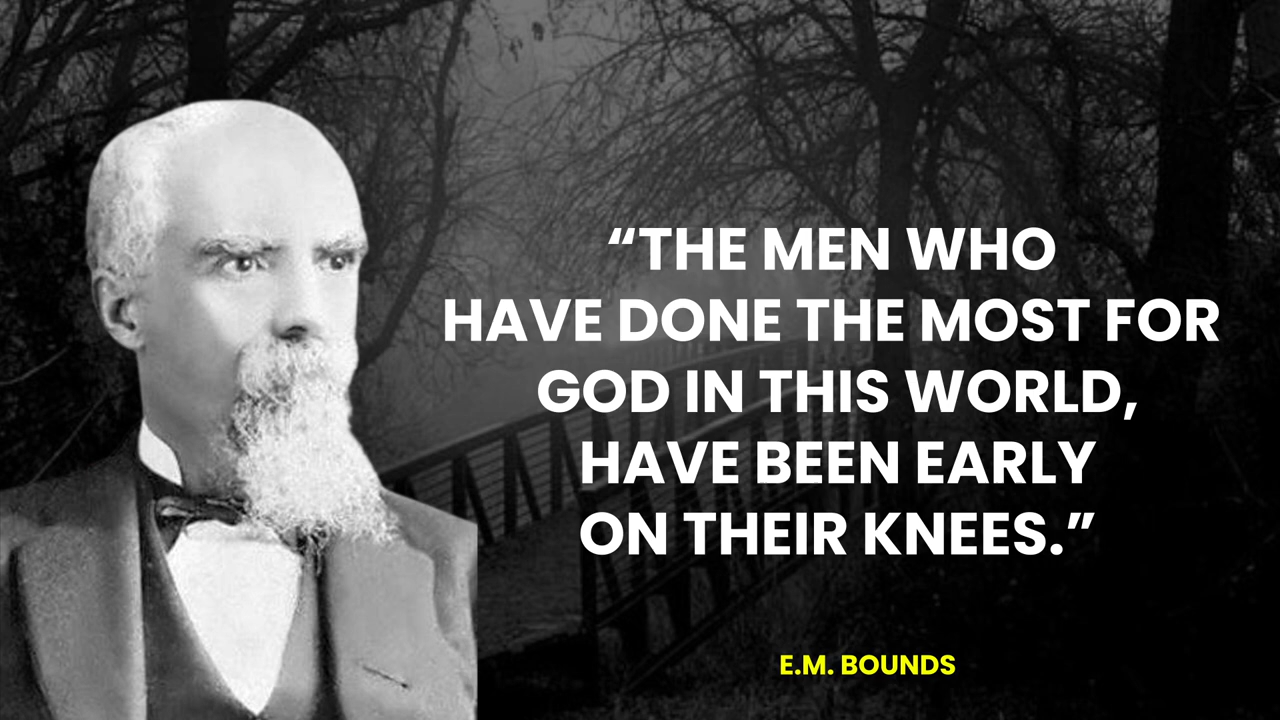 “THE MEN WHO
HAVE DONE THE MOST FOR
GOD IN THIS WORLD,
HAVE BEEN EARLY
ON THEIR KNEES.”
E.M. BOUNDS